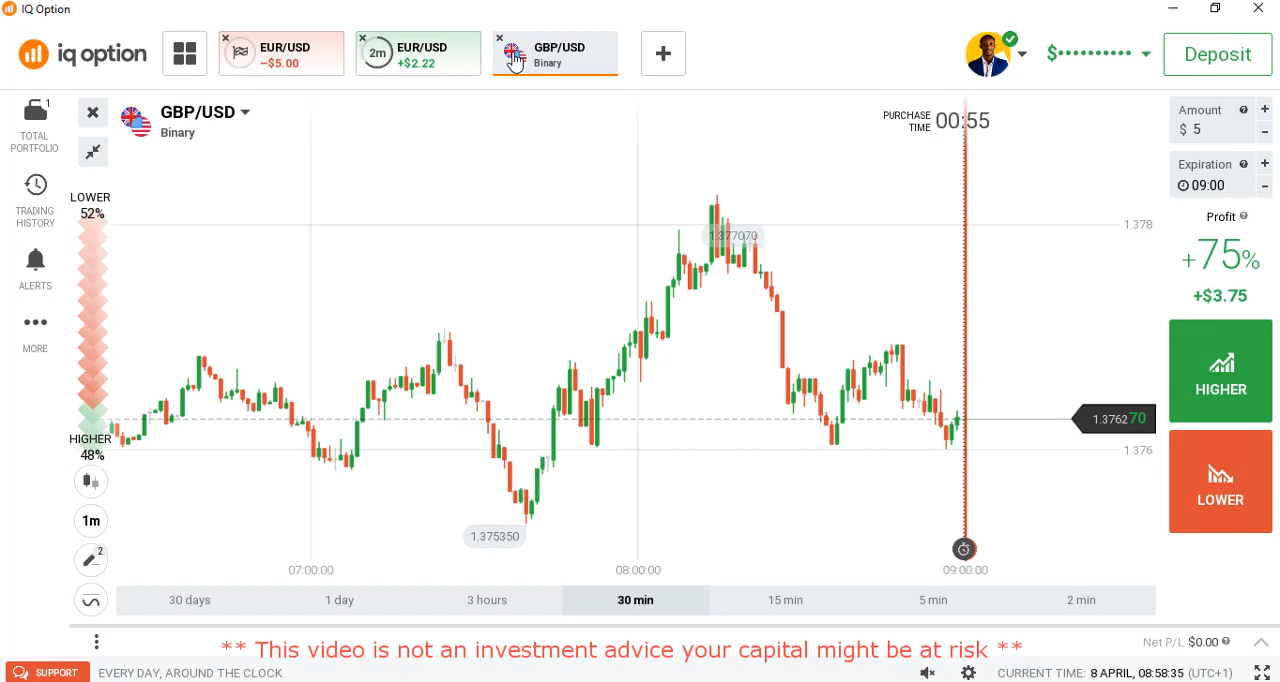 IQ Option
iq option
EUR/USD
−$5.00
2m
EUR/USD
+$2.22
GBP/USD
Binary
+
$••••••••••
Deposit
1
TOTAL
PORTFOLIO
TRADING
HISTORY
ALERTS
MORE
GBP/USD
Binary
LOWER
52%
HIGHER
48%
1m
2
PURCHASE
TIME
00:55
1.377070
1.378
1.376270
1.376
1.375350
07:00:00
08:00:00
09:00:00
30 days
1 day
3 hours
30 min
15 min
5 min
2 min
Amount
$ 5
+
-
Expiration
09:00
+
-
Profit
+75%
+$3.75
HIGHER
LOWER
** This video is not an investment advice your capital might be at risk **
Net P/L $0.00
SUPPORT
EVERY DAY, AROUND THE CLOCK
CURRENT TIME: 8 APRIL, 08:58:35 (UTC+1)